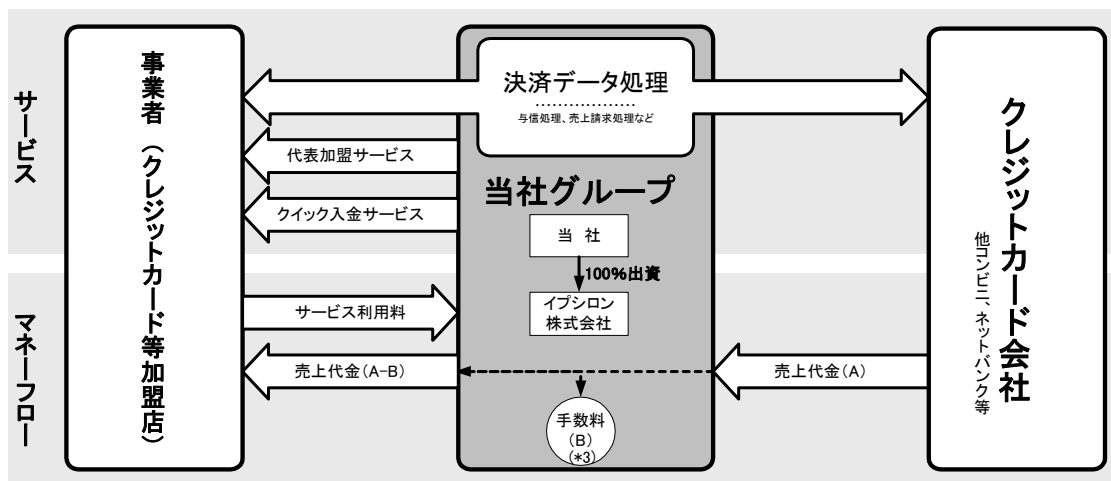 サービス
マネーフロー
事業者（クレジットカード等加盟店）
決済データ処理
与信処理、売上請求処理など
代表加盟サービス
クイック入金サービス
当社グループ
当 社
100％出資
イプシロン
株式会社
サービス利用料
売上代金（A-B）
売上代金（A）
手数料
（B）
(*3)
クレジットカード会社
他コンビニ、ネットバンク等